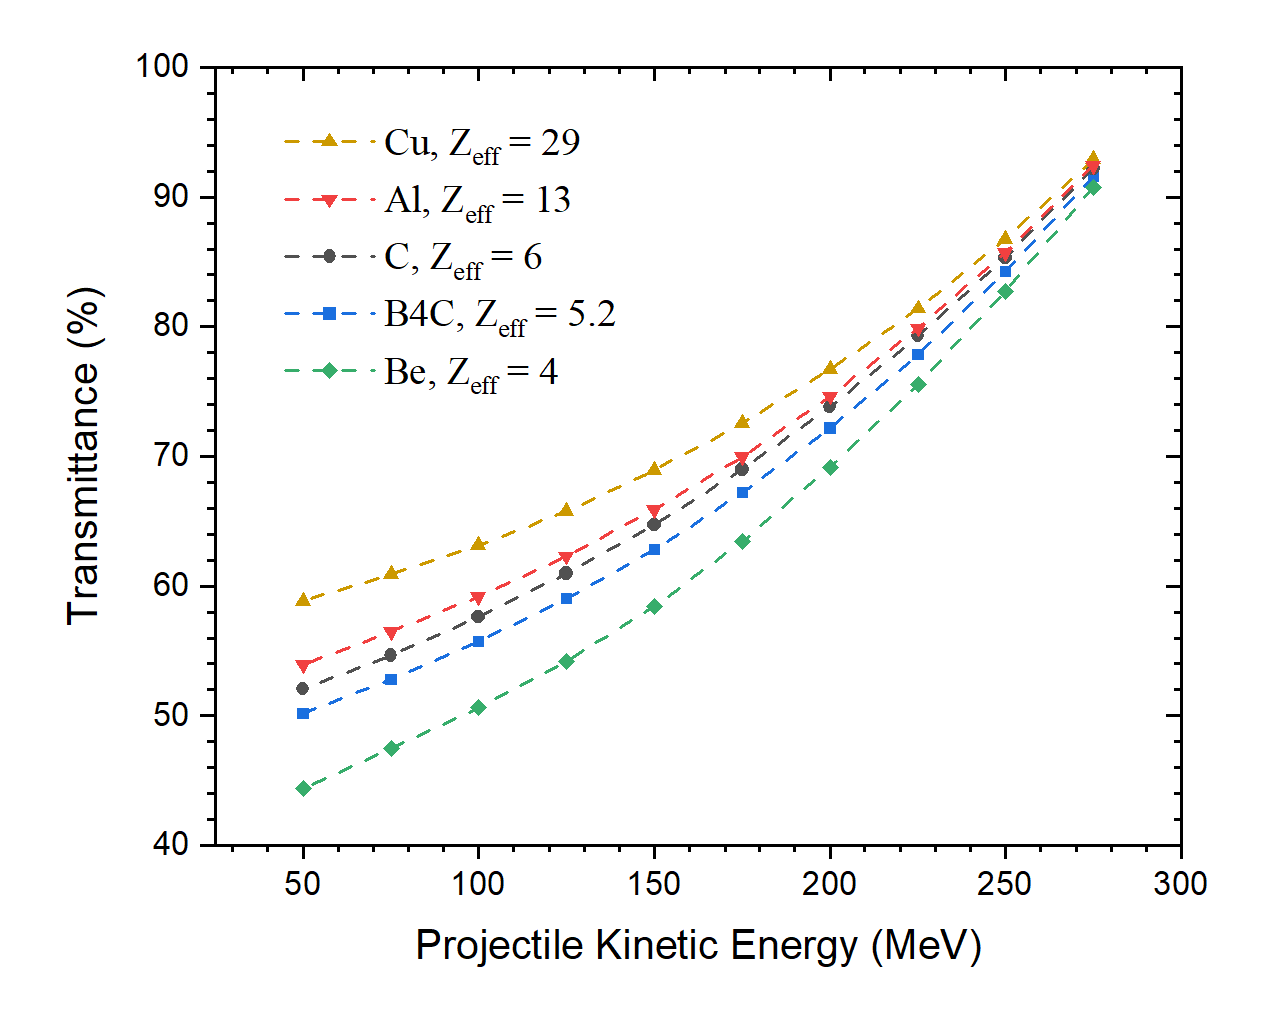 100
90
80
70
60
50
40
Transmittance (%)
Cu, Zeff = 29
Al, Zeff = 13
C, Zeff = 6
B4C, Zeff = 5.2
Be, Zeff = 4
50 100 150 200 250 300
Projectile Kinetic Energy (MeV)